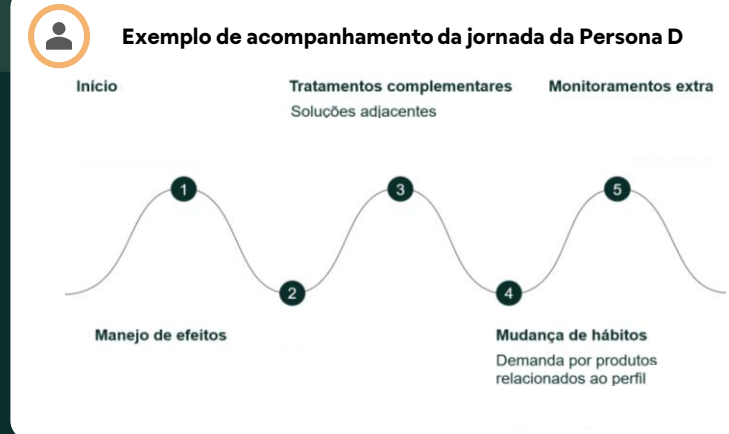 Exemplo de acompanhamento da jornada da Persona D
Início
Tratamentos complementares
Soluções adjacentes
Monitoramentos extra
1
3
5
2
4
Manejo de efeitos
Mudança de hábitos
Demanda por produtos
relacionados ao perfil